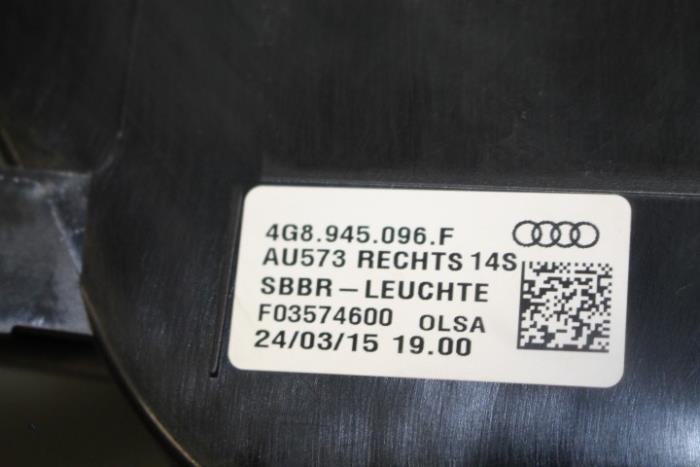 4G8.945.096.F
AU573 RECHTS 14S
SBBR-LEUCHTE
F03574600 OLSA
24/03/15 19.00